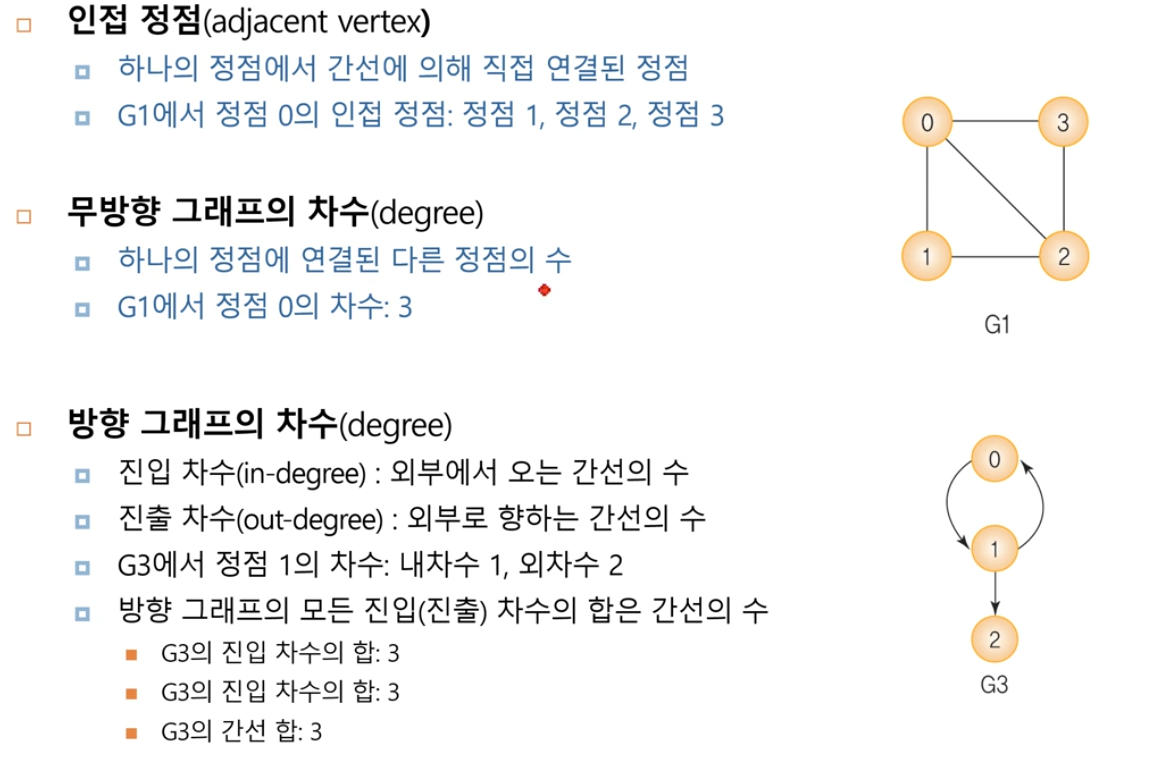 인접 정점(adjacent vertex)
하나의 정점에서 간선에 의해 직접 연결된 정점
G1에서 정점 0의 인접 정점: 정점 1, 정점 2, 정점 3
무방향 그래프의 차수(degree)
하나의 정점에 연결된 다른 정점의 수
G1에서 정점 0의 차수: 3
0
3
1
2
G1
방향 그래프의 차수(degree)
진입 차수(in-degree) : 외부에서 오는 간선의 수
진출 차수(out-degree) : 외부로 향하는 간선의 수
G3에서 정점 1의 차수: 내차수 1, 외차수 2
방향 그래프의 모든 진입(진출) 차수의 합은 간선의 수
G3의 진입 차수의 합: 3
G3의 진입 차수의 합: 3
G3의 간선 합: 3
0
1
2
G3